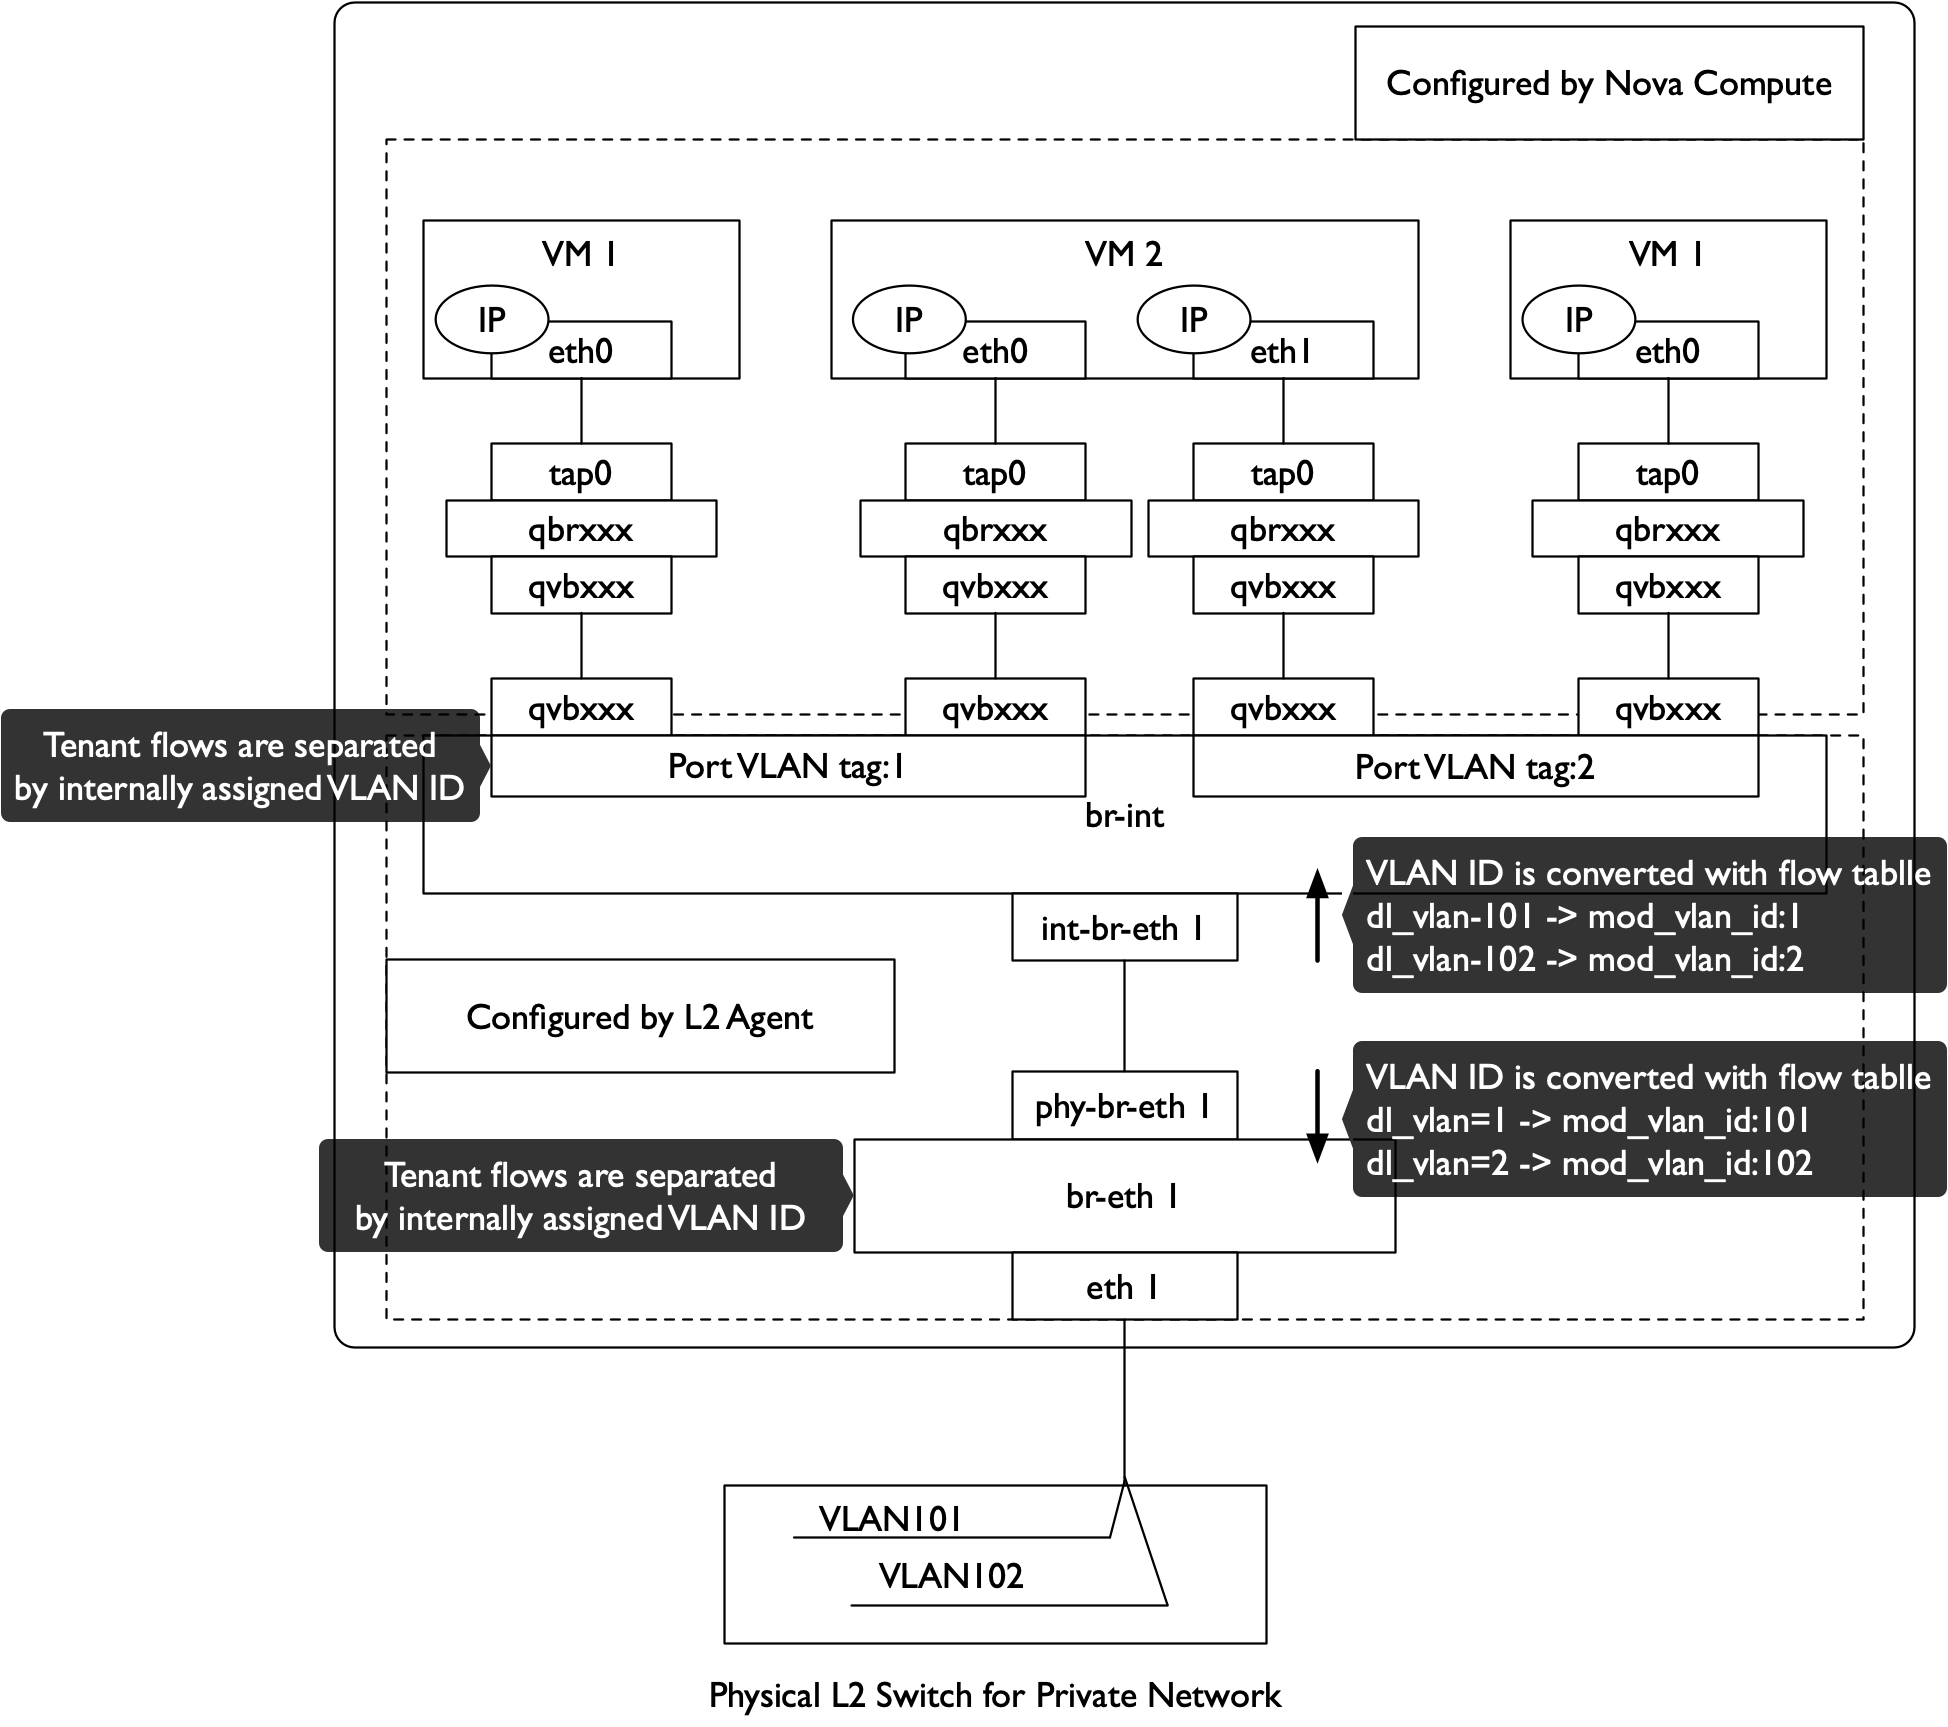 Configured by Nova Compute
VM 1
VM 2
VM 1
IP
eth0
IP
eth0
IP
eth1
IP
eth0
tap0
tap0
tap0
tap0
qbrxxx
qbrxxx
qbrxxx
qbrxxx
qvbxxx
qvbxxx
qvbxxx
qvbxxx
qvbxxx
qvbxxx
qvbxxx
qvbxxx
Tenant flows are separated
by internally assigned VLAN ID
Port VLAN tag:1
Port VLAN tag:2
br-int
VLAN ID is converted with flow tablle
dl_vlan-101 -> mod_vlan_id:1
dl_vlan-102 -> mod_vlan_id:2
int-br-eth 1
Configured by L2 Agent
VLAN ID is converted with flow tablle
dl_vlan=1 -> mod_vlan_id:101
dl_vlan=2 -> mod_vlan_id:102
phy-br-eth 1
Tenant flows are separated
by internally assigned VLAN ID
br-eth 1
eth 1
VLAN101
VLAN102
Physical L2 Switch for Private Network